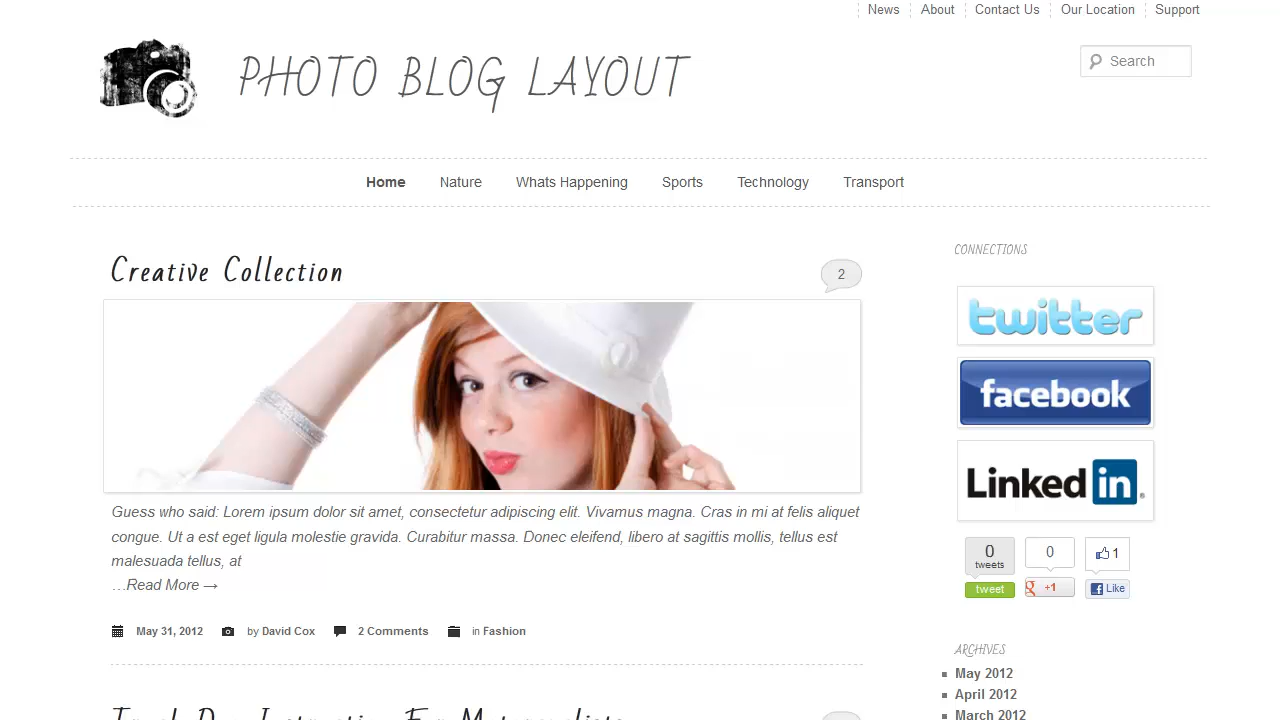 News About Contact Us Our Location Support
PHOTO BLOG LAYOUT
Search
Home Nature Whats Happening Sports Technology Transport
Creative Collection
2
Guess who said: Lorem ipsum dolor sit amet, consectetur adipiscing elit. Vivamus magna. Cras in mi at felis aliquet
congue. Ut a est eget ligula molestie gravida. Curabitur massa. Donec eleifend, libero at sagittis mollis, tellus est
malesuada tellus, at
…Read More →
May 31, 2012 by David Cox 2 Comments in Fashion
CONNECTIONS
twitter
facebook
Linked in
0 0 1
tweets
tweet +1 Like
ARCHIVES
May 2012
April 2012
March 2012